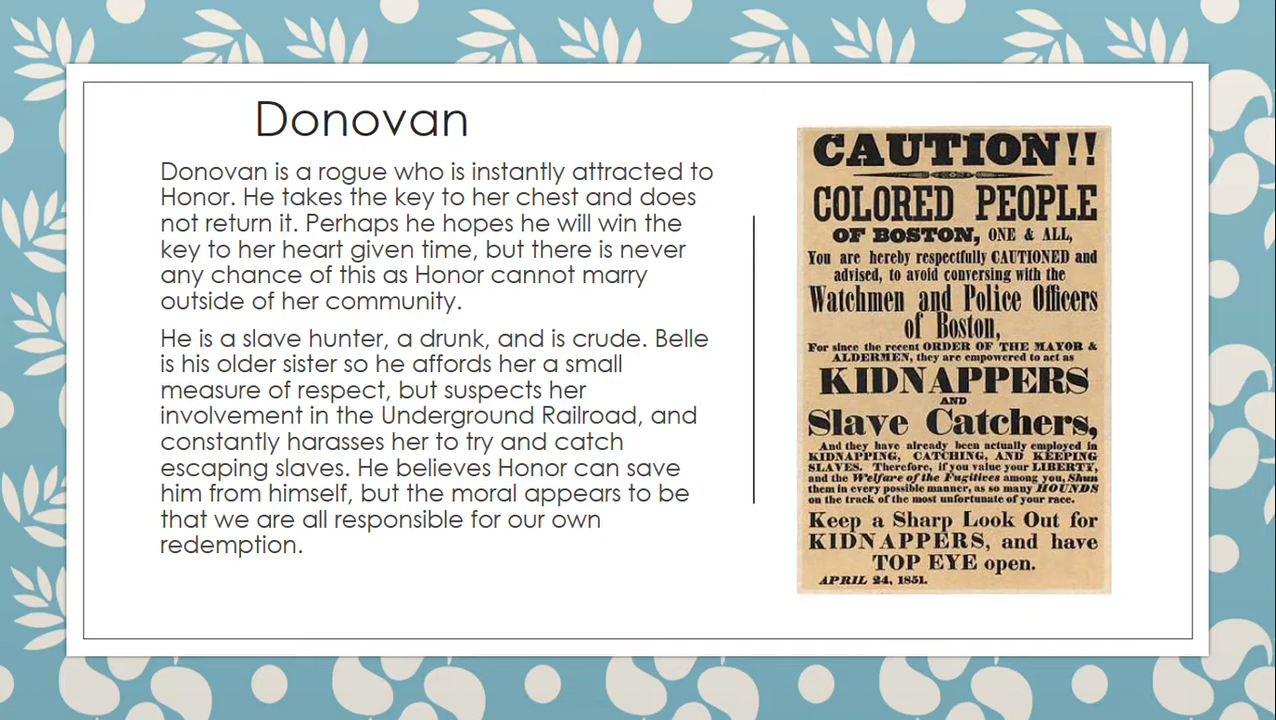 Donovan
Donovan is a rogue who is instantly attracted to
Honor. He takes the key to her chest and does
not return it. Perhaps he hopes he will win the
key to her heart given time, but there is never
any chance of this as Honor cannot marry
outside of her community.
He is a slave hunter, a drunk, and is crude. Belle
is his older sister so he affords her a small
measure of respect, but suspects her
involvement in the Underground Railroad, and
constantly harasses her to try and catch
escaping slaves. He believes Honor can save
him from himself, but the moral appears to be
that we are all responsible for our own
redemption.
CAUTION!!
COLORED PEOPLE
OF BOSTON, ONE & ALL,
You are hereby respectfully CAUTIONED and
advised, to avoid conversing with the
Watchmen and Police Officers
of Boston,
For since the recent ORDER OF THE MAYOR &
ALDERMEN, they are empowered to act as
KIDNAPPERS
AND
Slave Catchers,
And they have already been actually employed in
KIDNAPPING, CATCHING, AND KEEPING
SLAVES. Therefore, if you value your LIBERTY,
and the Welfare of the Fugitives among you, Shun
them in every possible manner, as so many HOUNDS
on the track of the most unfortunate of your race.
Keep a Sharp Look Out for
KIDNAPPERS, and have
TOP EYE open.
APRIL 24, 1851.